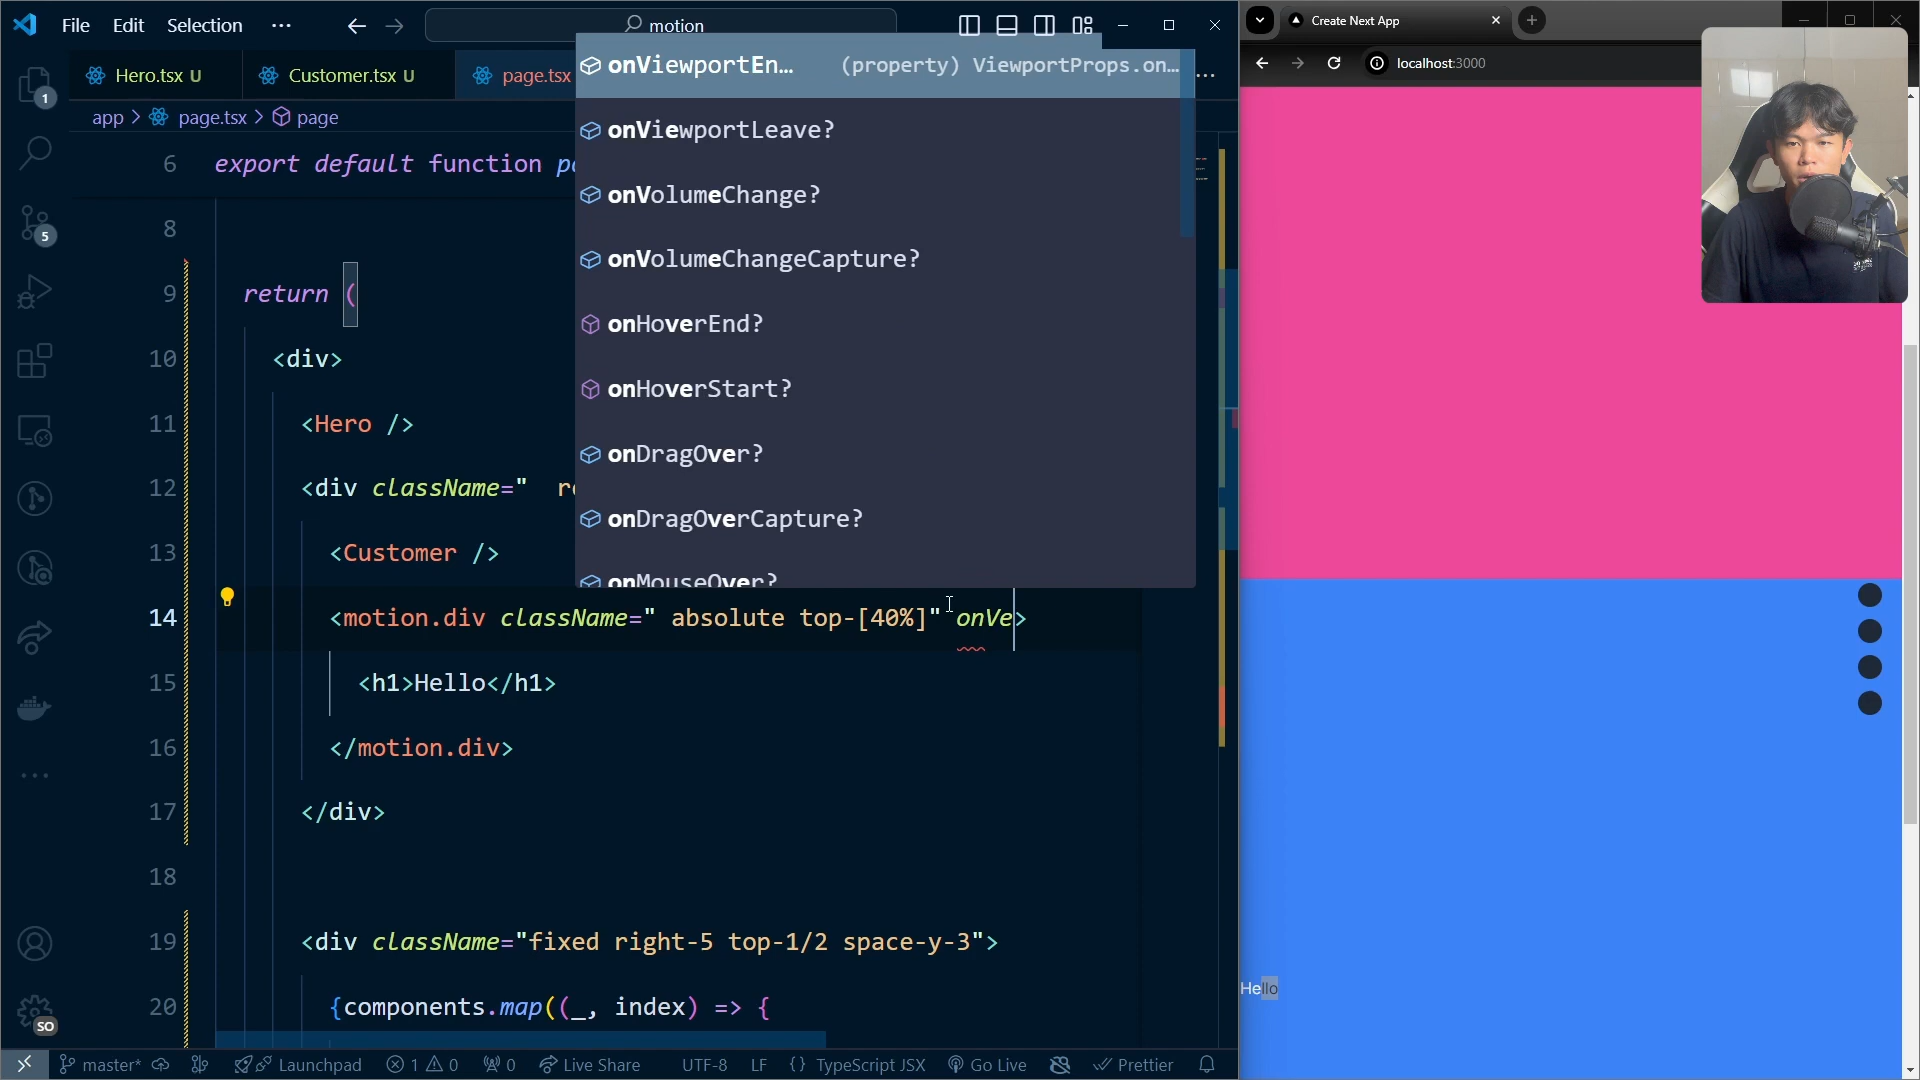 File Edit Selection ···
motion
Hero.tsx U
Customer.tsx U
page.tsx
app > page.tsx > page
6 export default function
8
9 return (
10 <div>
11 <Hero />
12 <div className="
13 <Customer />
14 <motion.div className=" absolute top-[40%]" onVe>
15 <h1>Hello</h1>
16 </motion.div>
17 </div>
18
19 <div className="fixed right-5 top-1/2 space-y-3">
20 {components.map((_, index) => {
onViewportEn... (property) ViewportProps.on...
onViewportLeave?
onVolumeChange?
onVolumeChangeCapture?
onHoverEnd?
onHoverStart?
onDragOver?
onDragOverCapture?
onMouseOver?
1
5
SO
master* Launchpad 1 0 0 Live Share UTF-8 LF {} TypeScript JSX Go Live Prettier
Create Next App
localhost:3000
Hello